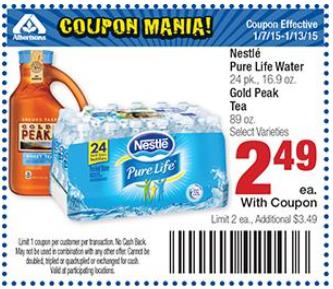 Albertsons
COUPON MANIA!
Coupon Effective
1/7/15-1/13/15
Nestlé
Pure Life Water
24 pk., 16.9 oz.
Gold Peak
Tea
89 oz.
Select Varieties
2.49
ea.
With Coupon
Limit 2 ea., Additional $3.49
GOLD
PEAK
SWEET TEA
24
Nestlé
Pure Life
Limit 1 coupon per customer per transaction. No Cash Back.
May not be used in combination with any other offer. Cannot be
doubled, tripled or quadrupled or exchanged for cash.
Valid at participating locations.